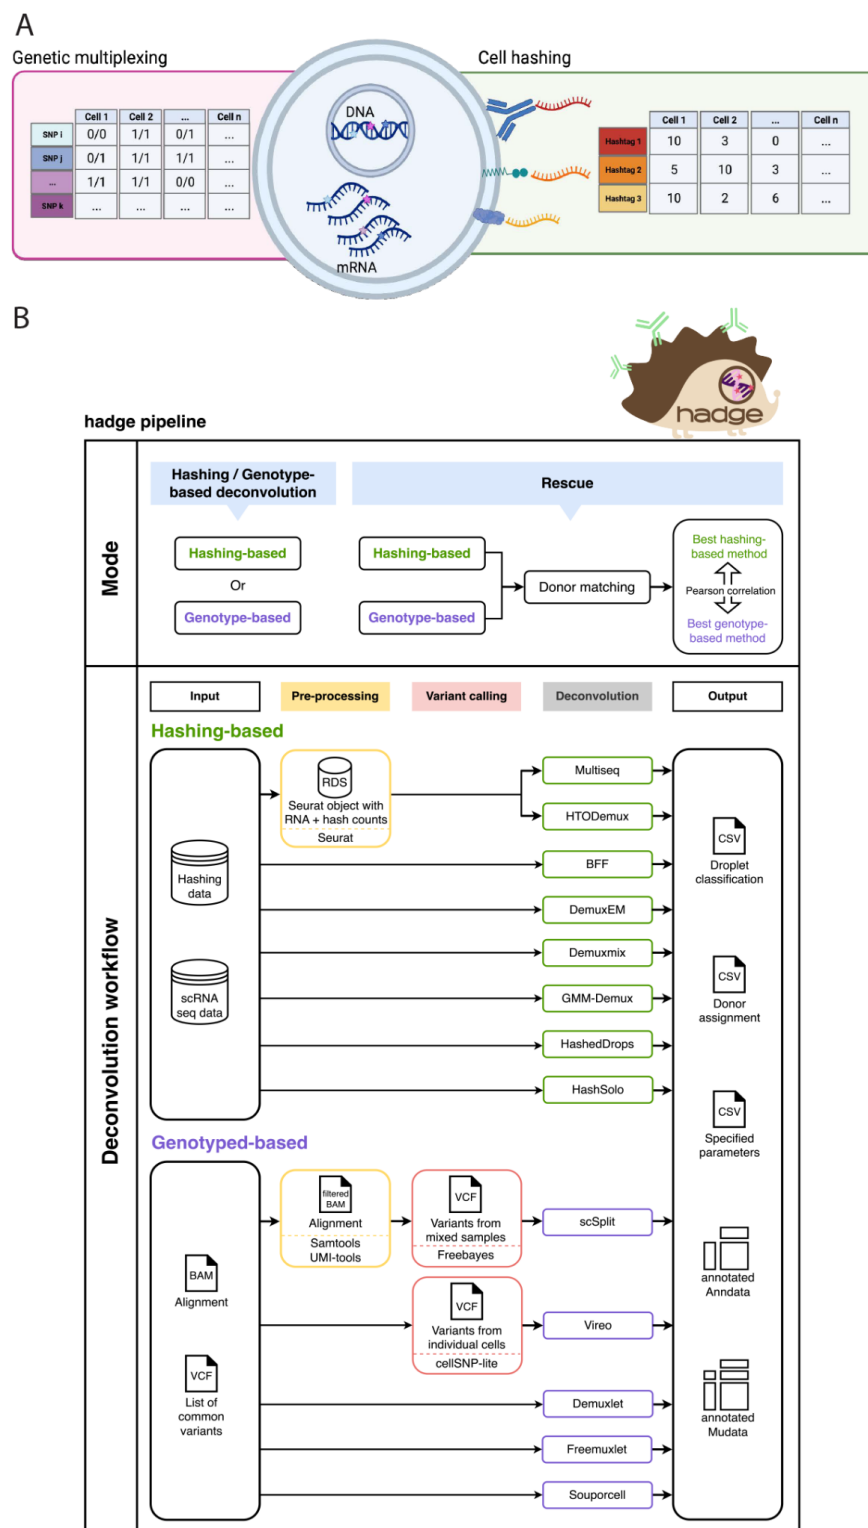 A
Genetic multiplexing
Cell hashing
Cell 1 Cell 2 ... Cell n
SNP i 0/0 1/1 0/1 ...
SNP j 0/1 1/1 1/1 ...
... 1/1 1/1 0/0 ...
SNP k ... ... ... ...
DNA
mRNA
Cell 1 Cell 2 ... Cell n
Hashtag 1 10 3 0 ...
Hashtag 2 5 10 3 ...
Hashtag 3 10 2 6 ...
B
hadge
hadge pipeline
Mode
Hashing / Genotype-
based deconvolution
Rescue
Hashing-based
Or
Genotype-based
Hashing-based
Genotype-based
Donor matching
Best hashing-
based method
Pearson correlation
Best genotype-
based method
Deconvolution workflow
Input Pre-processing Variant calling Deconvolution Output
Hashing-based
Hashing
data
scRNA
seq data
RDS
Seurat object with
RNA + hash counts
Seurat
Multiseq
HTODemux
BFF
DemuxEM
Demuxmix
GMM-Demux
HashedDrops
HashSolo
CSV
Droplet
classification
CSV
Donor
assignment
CSV
Specified
parameters
annotated
Anndata
annotated
Mudata
Genotyped-based
BAM
Alignment
VCF
List of
common
variants
filtered
BAM
Alignment
Samtools
UMI-tools
VCF
Variants from
mixed samples
Freebayes
VCF
Variants from
individual cells
cellSNP-lite
scSplit
Vireo
Demuxlet
Freemuxlet
Souporcell